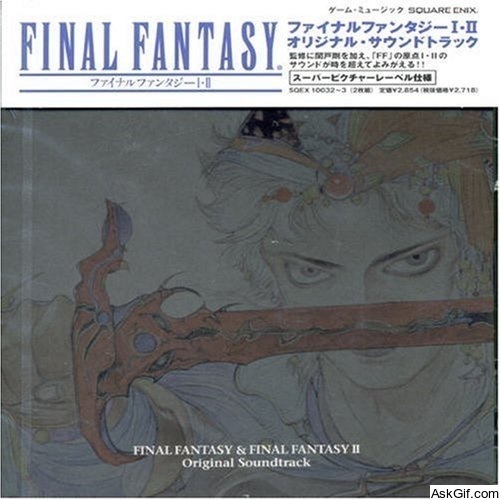 ゲーム・ミュージック SQUARE ENIX.
FINAL FANTASY®
ファイナルファンタジーI・II
ファイナルファンタジーI・II
オリジナル・サウンドトラック
監修に関戸剛を加え、「FF」の原点I・IIの
サウンドが時を超えてよみがえる!!
スーパーピクチャーレーベル仕様
SQEX 10032~3 (2枚組) 定価¥2,854 (税抜価格¥2,718)
FINAL FANTASY & FINAL FANTASY II
Original Soundtrack
AskGif.com